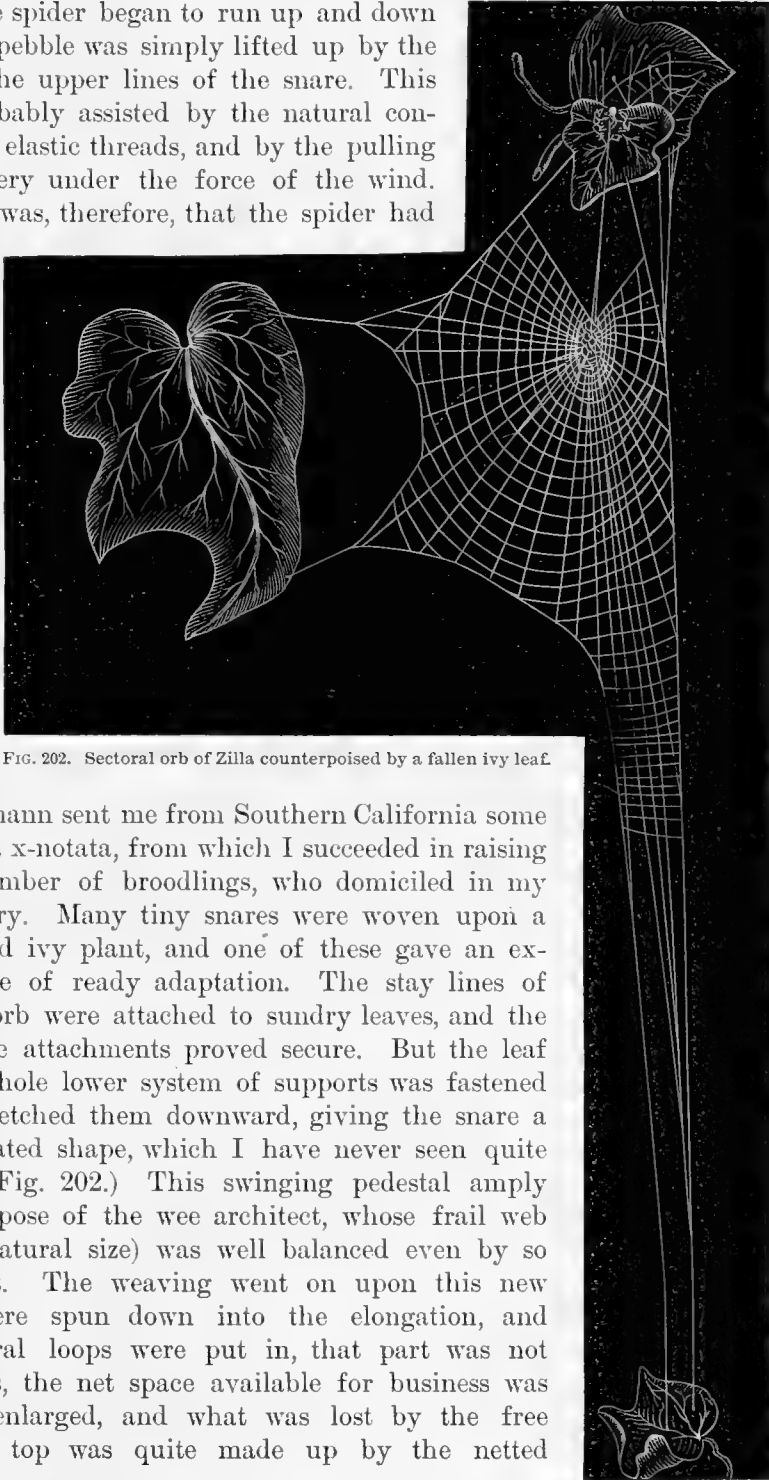 e spider began to run up and down
pebble was simply lifted up by the
he upper lines of the snare. This
bably assisted by the natural con-
elastic threads, and by the pulling
ery under the force of the wind.
was, therefore, that the spider had
FIG. 202. Sectoral orb of Zilla counterpoised by a fallen ivy leaf.
nann sent me from Southern California some
x-notata, from which I succeeded in raising
mber of broodlings, who domiciled in my
ry. Many tiny snares were woven upon a
d ivy plant, and one of these gave an ex-
e of ready adaptation. The stay lines of
orb were attached to sundry leaves, and the
e attachments proved secure. But the leaf
hole lower system of supports was fastened
etched them downward, giving the snare a
ated shape, which I have never seen quite
Fig. 202.) This swinging pedestal amply
pose of the wee architect, whose frail web
atural size) was well balanced even by so
The weaving went on upon this new
ere spun down into the elongation, and
ral loops were put in, that part was not
, the net space available for business was
enlarged, and what was lost by the free
top was quite made up by the netted